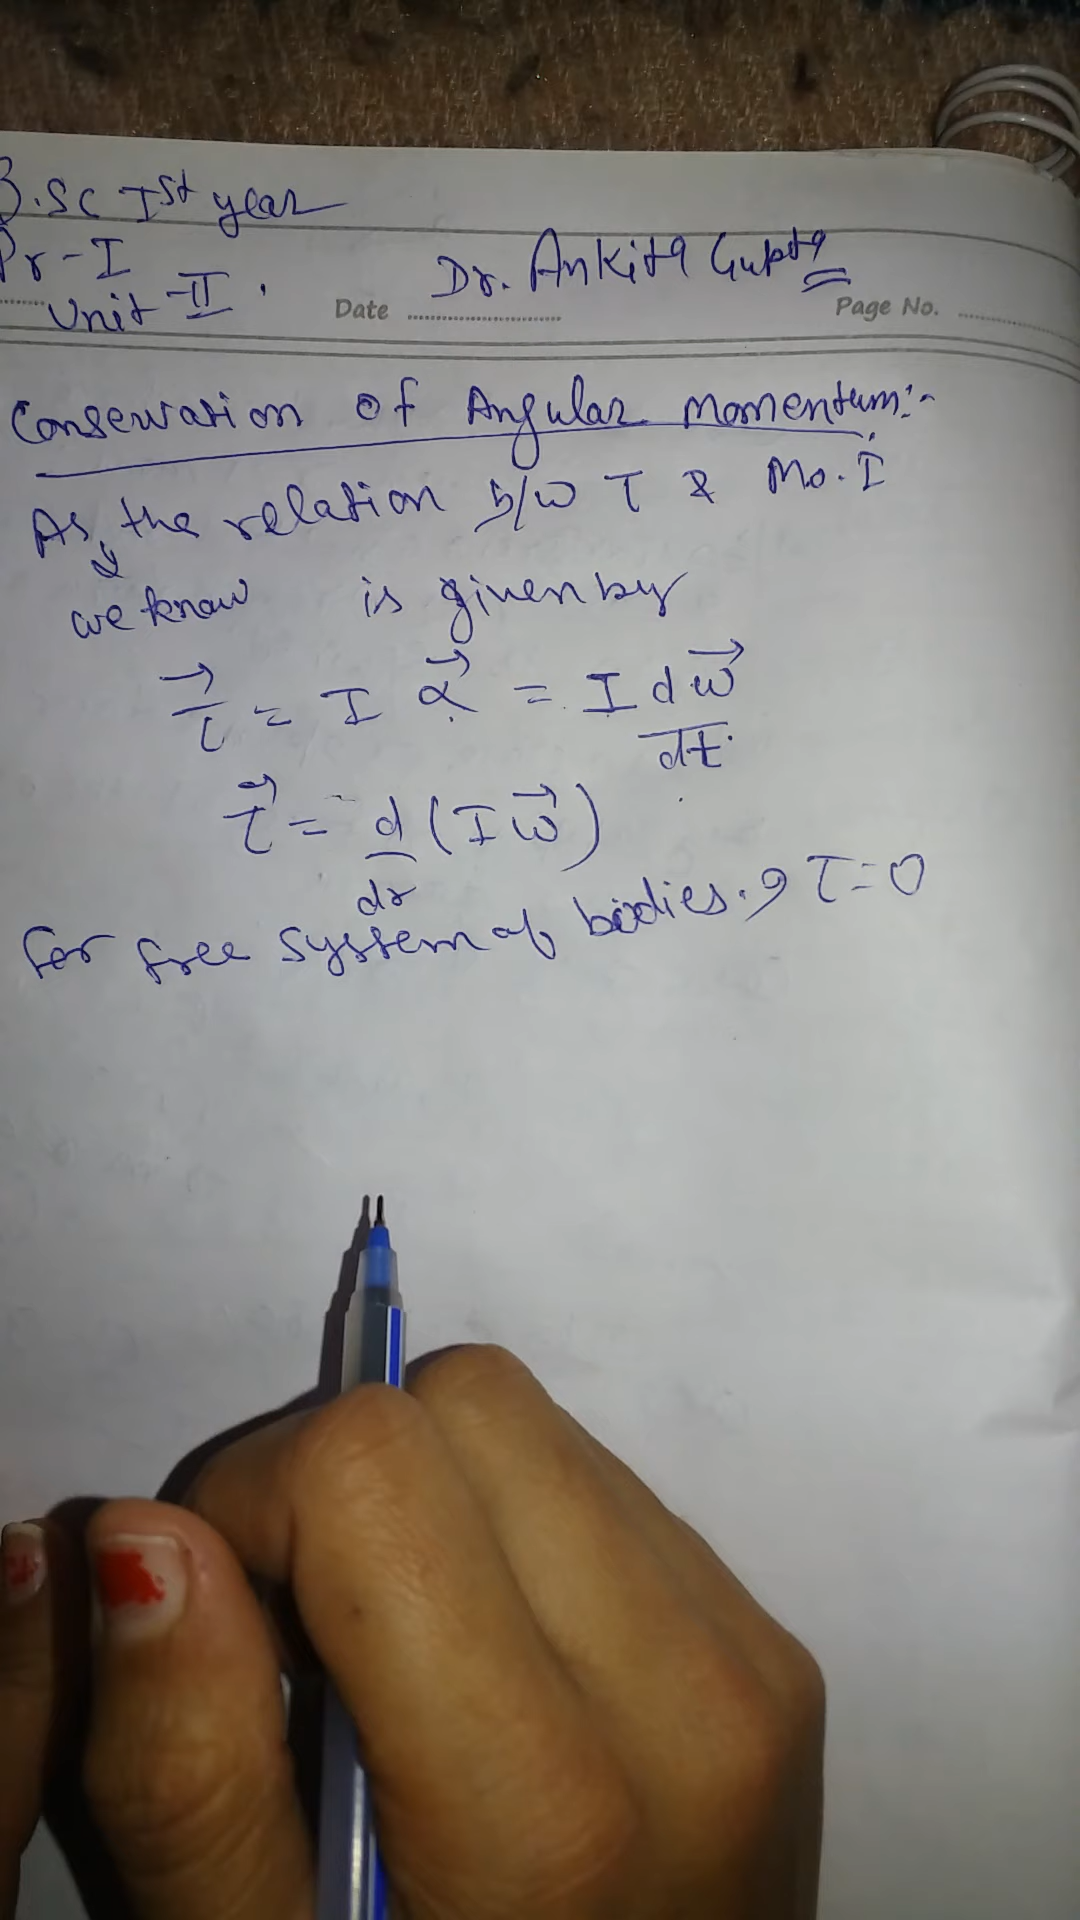 B.Sc Ist year
Pr-I
Unit-II.
Dr. Ankita Gupta
Date
Page No.
Conservation of Angular Momentum:-
As the relation b/w τ & Mo.I
we know is given by
τ⃗ = I α⃗ = I dω⃗/dt
τ⃗ = d/dt (Iω⃗)
for free system of bodies, τ=0